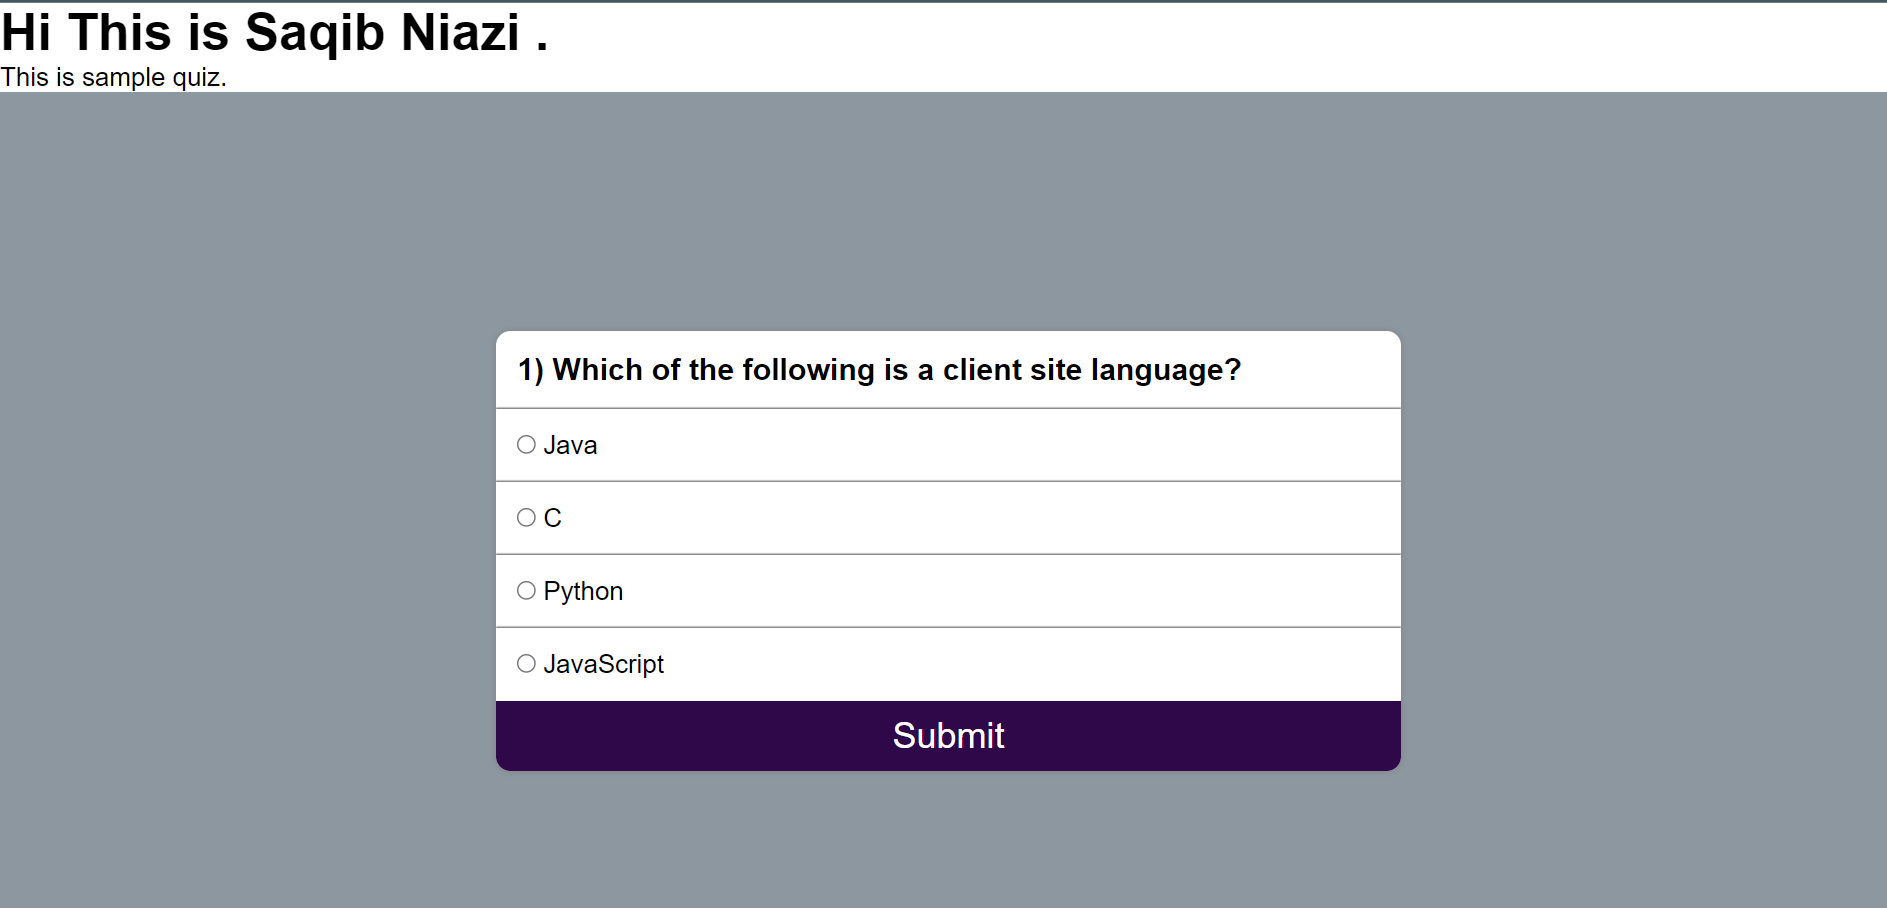 Hi This is Saqib Niazi .
This is sample quiz.
1) Which of the following is a client site language?
Java
C
Python
JavaScript
Submit